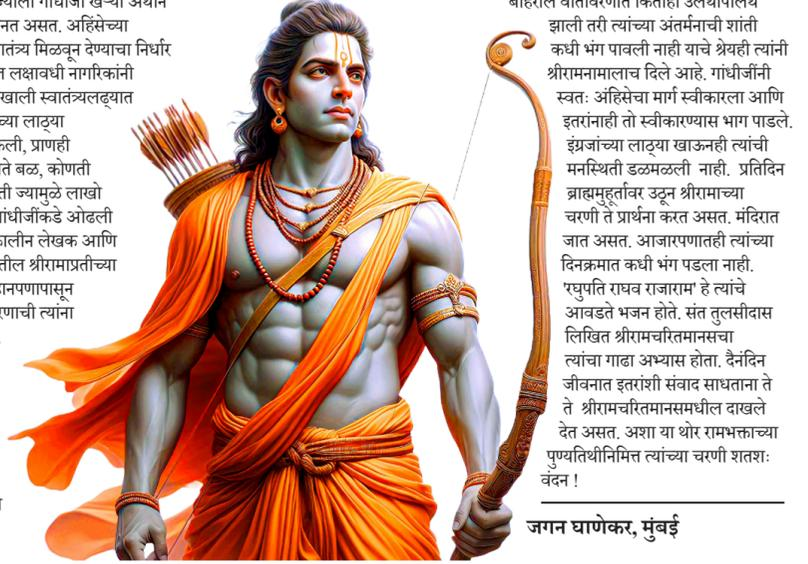 ज्याला गांधीजी खऱ्या अर्थाने
नत असत. अहिंसेच्या
ातंत्र्य मिळवून देण्याचा निर्धार
त लक्षावधी नागरिकांनी
खाली स्वातंत्र्यलढ्यात
च्या लाठ्या
फली, प्राणही
ते बळ, कोणती
ती ज्यामुळे लाखो
गांधीजींकडे ओढली
कालीन लेखक आणि
तील श्रीरामाप्रतीच्या
हानपणापासून
रणाची त्यांना
बाहेरील वातावरणात कितीही उलथापालथ
झाली तरी त्यांच्या अंतर्मनाची शांती
कधी भंग पावली नाही याचे श्रेयही त्यांनी
श्रीरामनामालाच दिले आहे. गांधीजींनी
स्वतः अंहिसेचा मार्ग स्वीकारला आणि
इतरांनाही तो स्वीकारण्यास भाग पाडले.
इंग्रजांच्या लाठ्या खाऊनही त्यांची
मनस्थिती डळमळली नाही. प्रतिदिन
ब्राह्ममुहूर्तावर उठून श्रीरामाच्या
चरणी ते प्रार्थना करत असत. मंदिरात
जात असत. आजारपणातही त्यांच्या
दिनक्रमात कधी भंग पडला नाही.
'रघुपति राघव राजाराम' हे त्यांचे
आवडते भजन होते. संत तुलसीदास
लिखित श्रीरामचरितमानसचा
त्यांचा गाढा अभ्यास होता. दैनंदिन
जीवनात इतरांशी संवाद साधताना ते
ते श्रीरामचरितमानसमधील दाखले
देत असत. अशा या थोर रामभक्ताच्या
पुण्यतिथीनिमित्त त्यांच्या चरणी शतशः
वंदन !
जगन घाणेकर, मुंबई